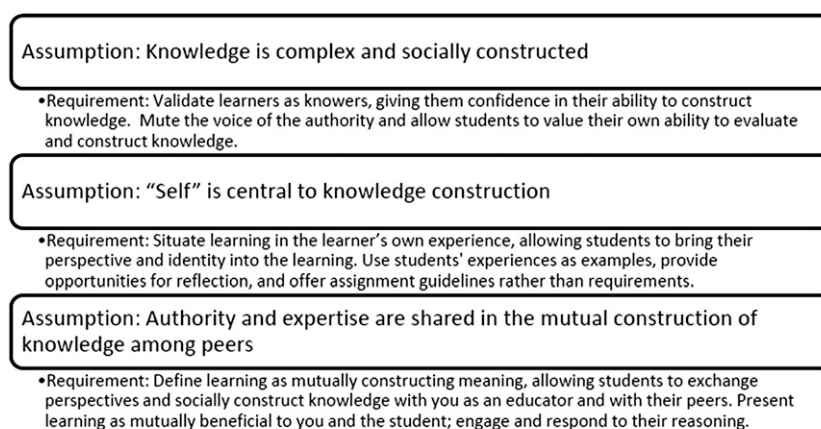 Assumption: Knowledge is complex and socially constructed
•Requirement: Validate learners as knowers, giving them confidence in their ability to construct
knowledge.  Mute the voice of the authority and allow students to value their own ability to evaluate
and construct knowledge.
Assumption: “Self” is central to knowledge construction
•Requirement: Situate learning in the learner’s own experience, allowing students to bring their
perspective and identity into the learning. Use students' experiences as examples, provide
opportunities for reflection, and offer assignment guidelines rather than requirements.
Assumption: Authority and expertise are shared in the mutual construction of
knowledge among peers
•Requirement: Define learning as mutually constructing meaning, allowing students to exchange
perspectives and socially construct knowledge with you as an educator and with their peers. Present
learning as mutually beneficial to you and the student; engage and respond to their reasoning.